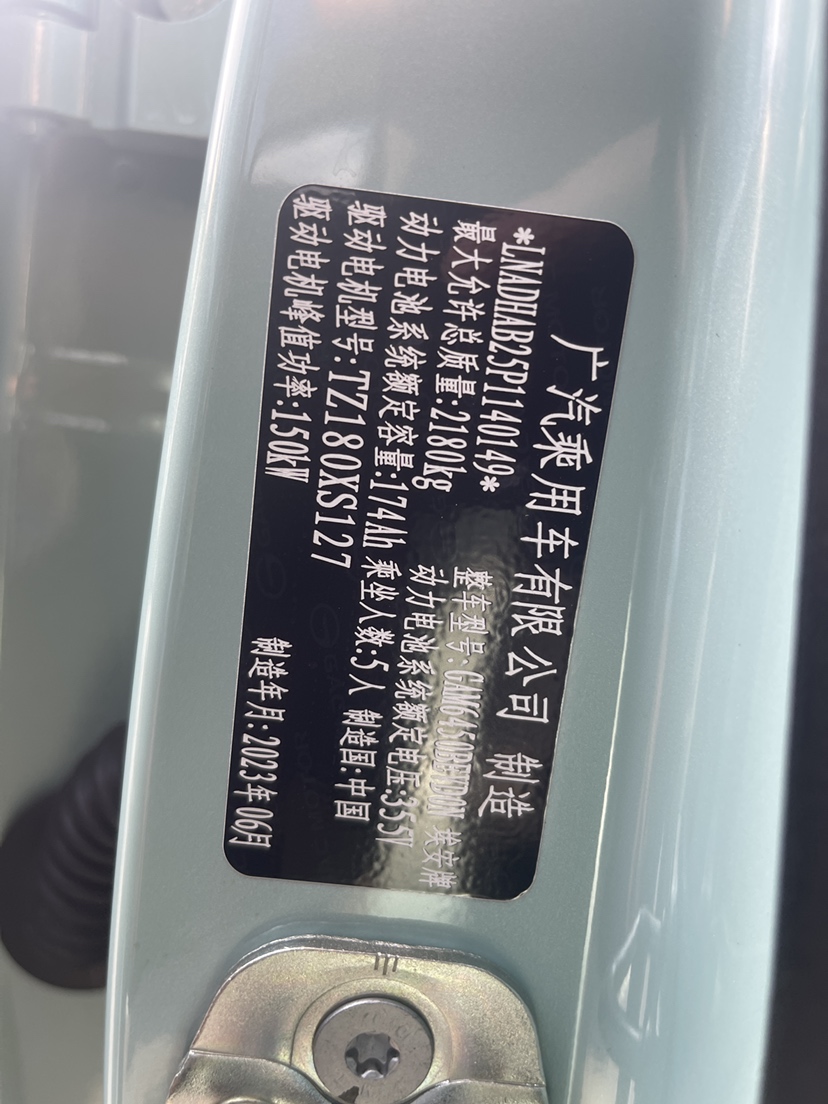 广汽乘用车有限公司 制造
*LNADHAB25P1140149*
最大允许总质量:2180kg 整车型号: 埃安牌
动力电池系统额定容量:174Ah 动力电池系统额定电压:355V
驱动电机型号:TZ180XS127 乘坐人数:5人 制造国:中国
驱动电机峰值功率:150kW 制造年月:2023年06月